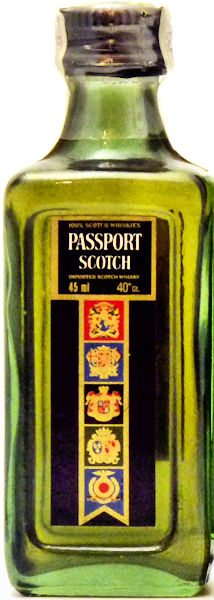 100% SCOTCH WHISKIES
PASSPORT
SCOTCH
IMPORTED SCOTCH WHISKY
45 ml 40° GL